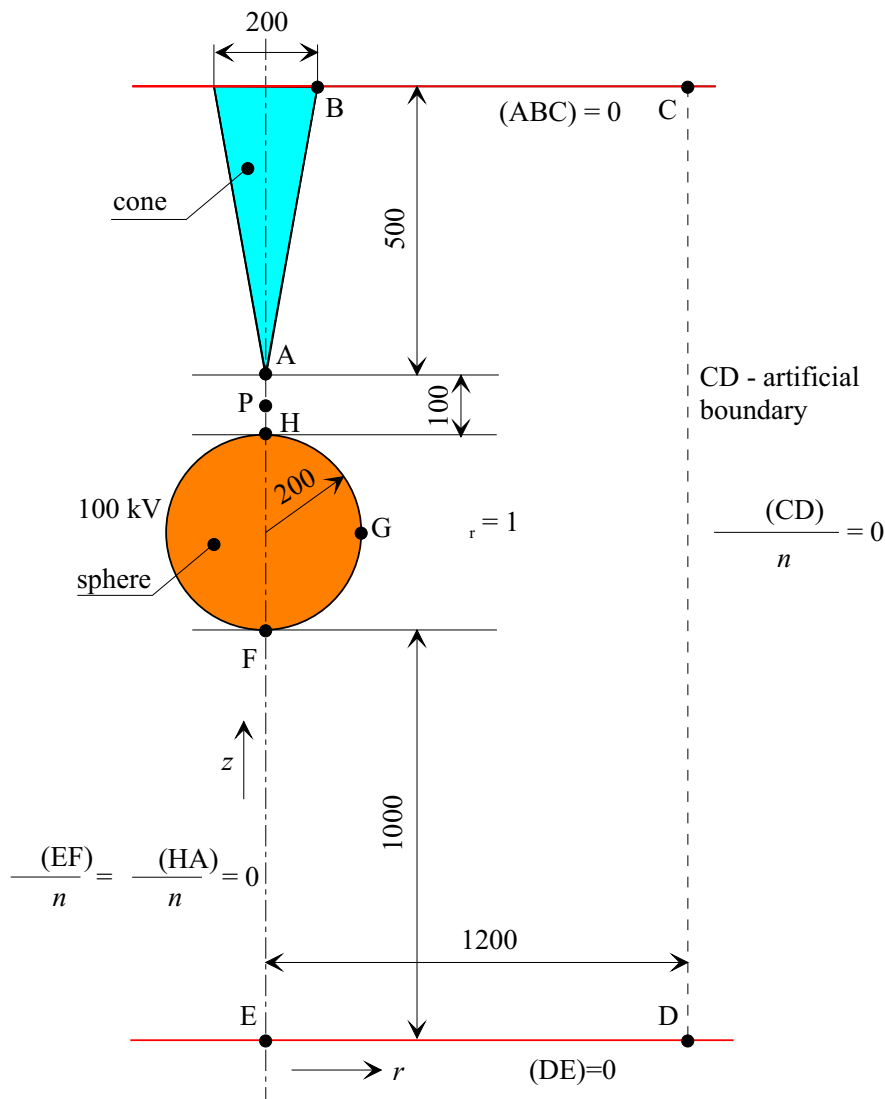 200
B
(ABC) = 0
C
cone
500
A
100
P
H
CD - artificial
boundary
100 kV
200
G
r = 1
(CD)
n
= 0
sphere
F
z
1000
(EF)
n
=
(HA)
n
= 0
1200
E
D
r
(DE)=0